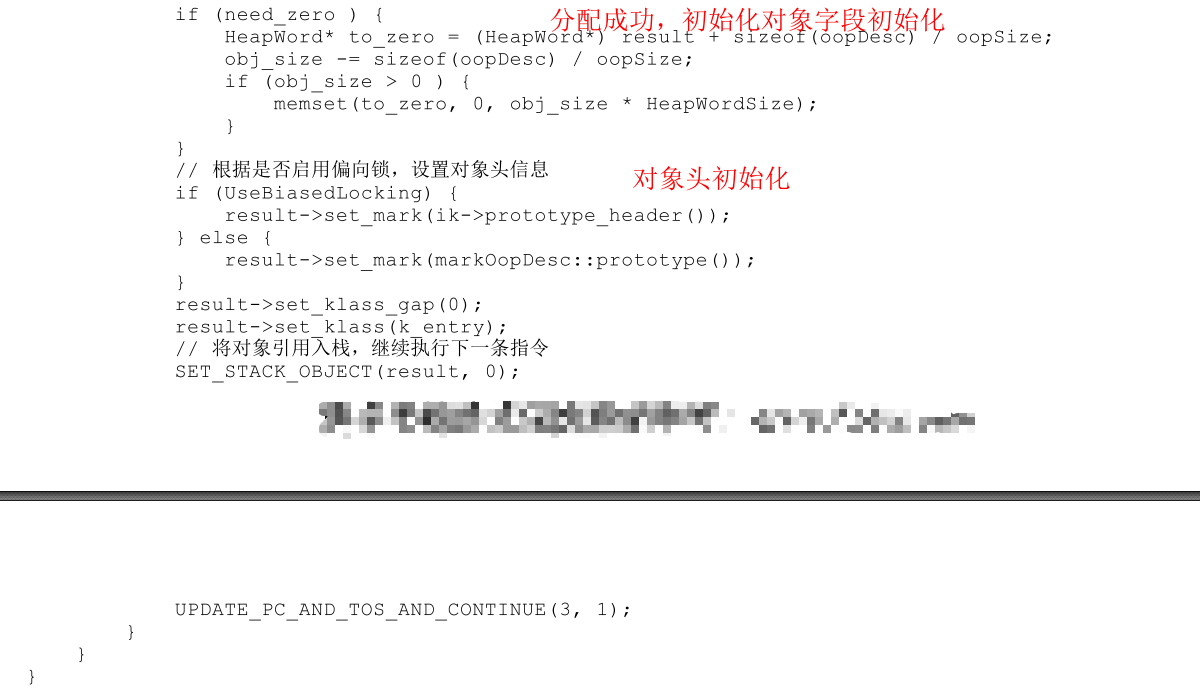 if (need_zero ) {
分配成功，初始化对象字段初始化
HeapWord* to_zero = (HeapWord*) result + sizeof(oopDesc) / oopSize;
obj_size -= sizeof(oopDesc) / oopSize;
if (obj_size > 0 ) {
memset(to_zero, 0, obj_size * HeapWordSize);
}
}
// 根据是否启用偏向锁，设置对象头信息
对象头初始化
if (UseBiasedLocking) {
result->set_mark(ik->prototype_header());
} else {
result->set_mark(markOopDesc::prototype());
}
result->set_klass_gap(0);
result->set_klass(k_entry);
// 将对象引用入栈，继续执行下一条指令
SET_STACK_OBJECT(result, 0);
UPDATE_PC_AND_TOS_AND_CONTINUE(3, 1);
}
}
}